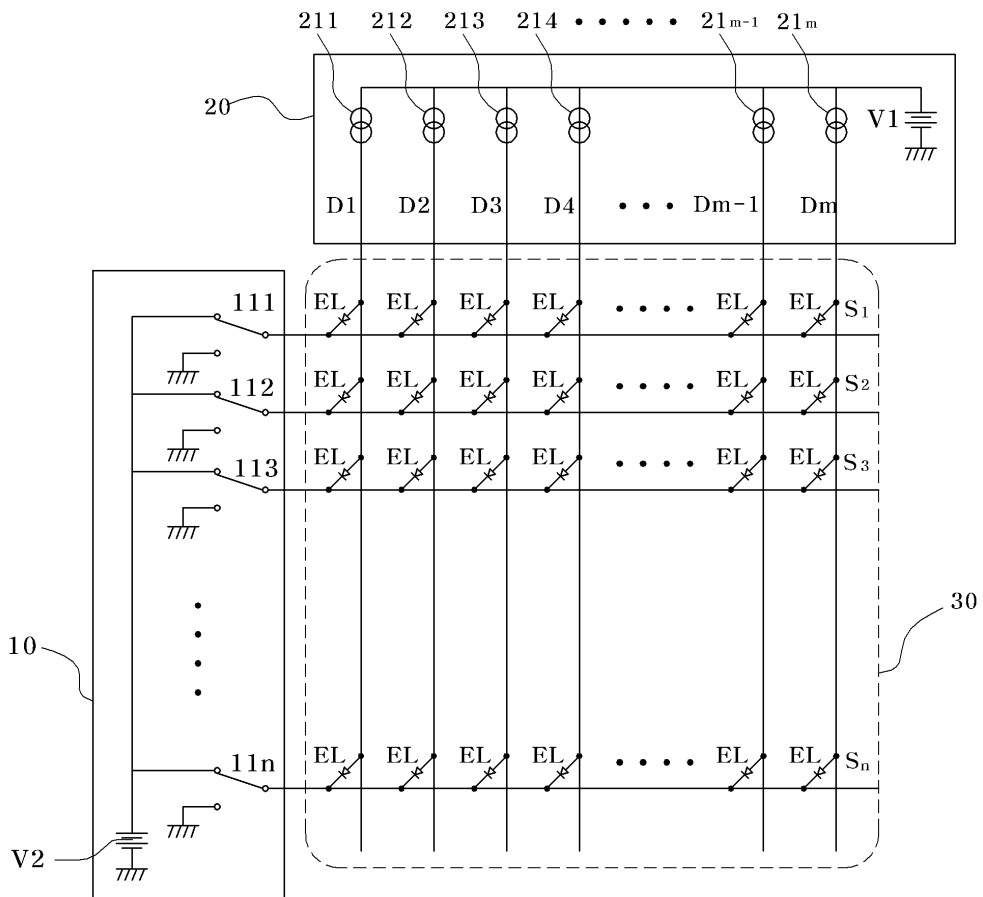 211 212 213 214 • • • • • 21m-1 21m
20
V1
D1 D2 D3 D4 • • • • Dm-1 Dm
111 EL EL EL EL • • • • EL EL S1
112 EL EL EL EL • • • • EL EL S2
113 EL EL EL EL • • • • EL EL S3
30
10
11n EL EL EL EL • • • • EL EL Sn
V2